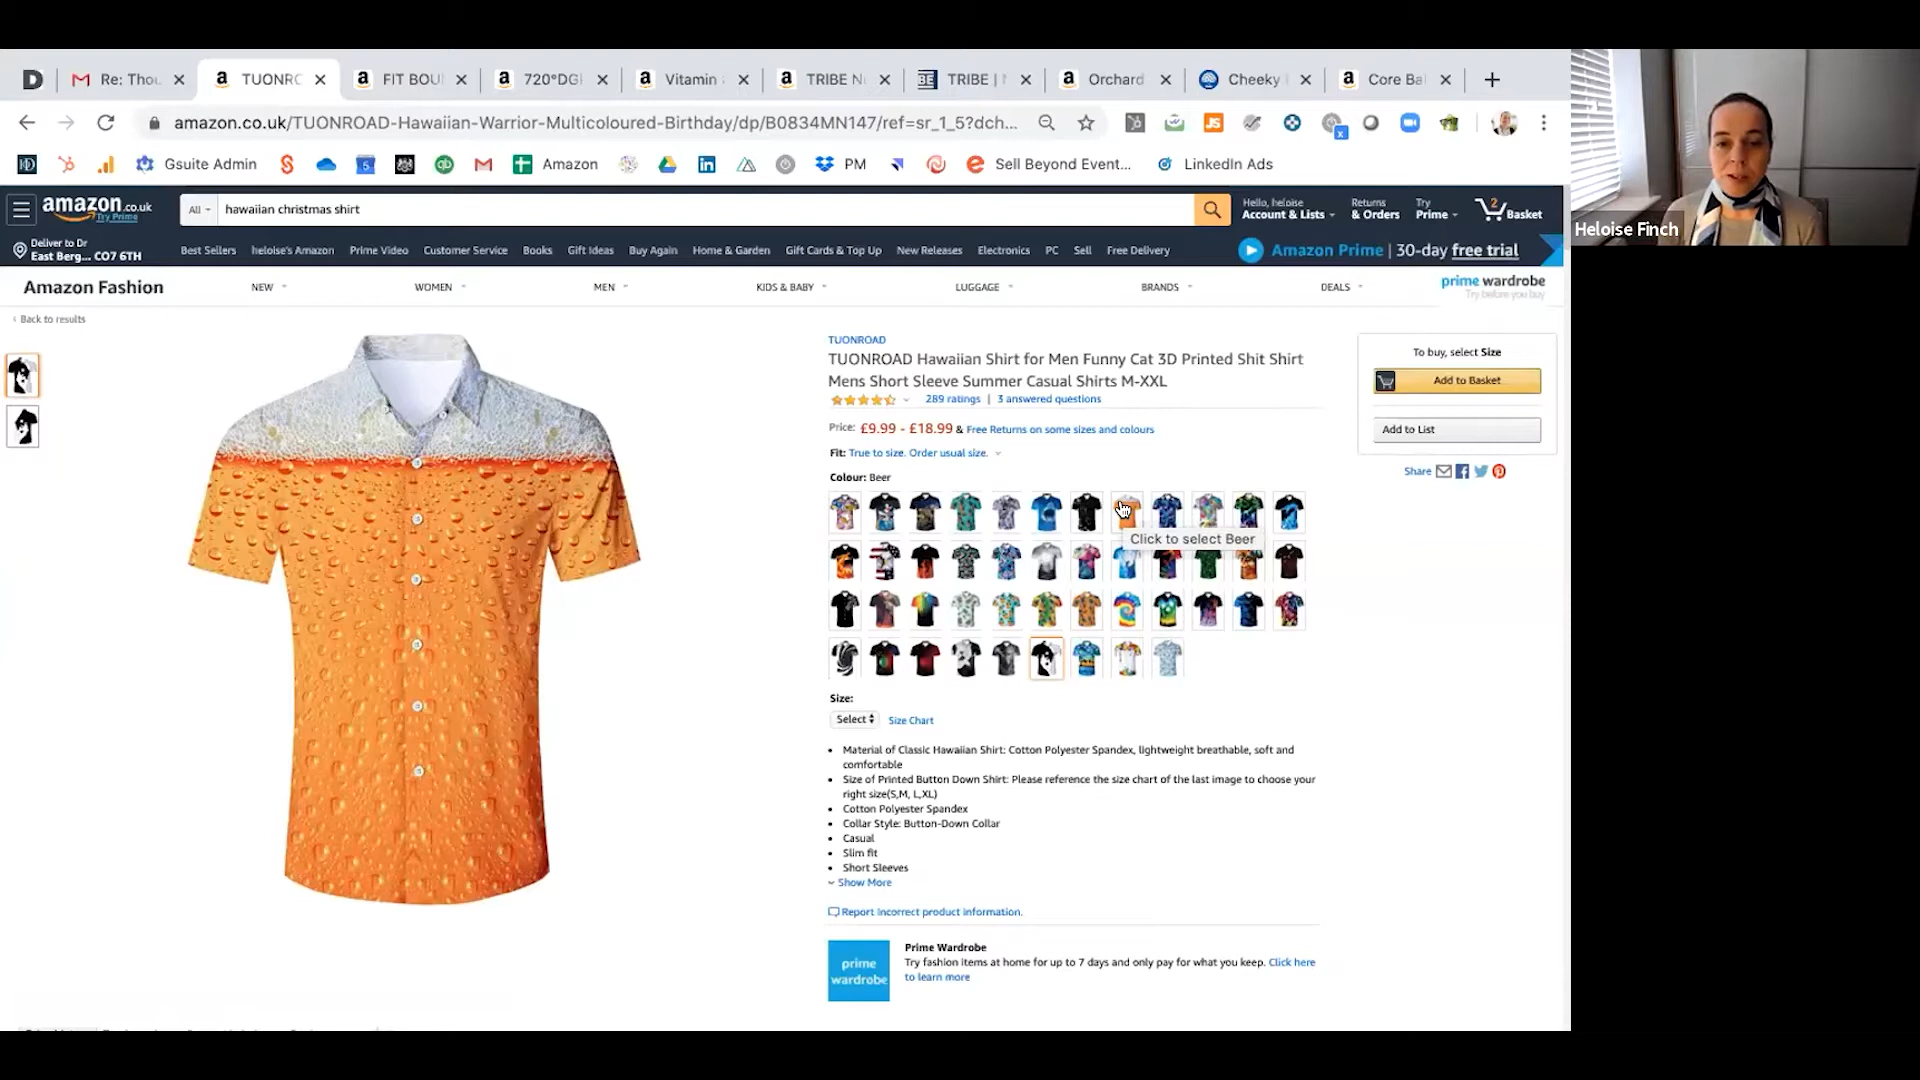 D
Re: Tho
TUONRO
FIT BOU
720°DG
Vitamin
TRIBE N
TRIBE |
Orchard
Cheeky
Core Ba
amazon.co.uk/TUONROAD-Hawaiian-Warrior-Multicoloured-Birthday/dp/B0834MN147/ref=sr_1_5?dch...
Gsuite Admin
Amazon
PM
Sell Beyond Event...
LinkedIn Ads
amazon.co.uk
Try Prime
All
hawaiian christmas shirt
Hello, heloise
Account & Lists
Returns
& Orders
Try
Prime
2
Basket
Deliver to Dr
East Berg... CO7 6TH
Best Sellers
heloise's Amazon
Prime Video
Customer Service
Books
Gift Ideas
Buy Again
Home & Garden
Gift Cards & Top Up
New Releases
Electronics
PC
Sell
Free Delivery
Amazon Prime | 30-day free trial
Heloise Finch
Amazon Fashion
NEW
WOMEN
MEN
KIDS & BABY
LUGGAGE
BRANDS
DEALS
prime wardrobe
Try before you buy
‹ Back to results
TUONROAD
TUONROAD Hawaiian Shirt for Men Funny Cat 3D Printed Shit Shirt
Mens Short Sleeve Summer Casual Shirts M-XXL
289 ratings | 3 answered questions
Price: £9.99 - £18.99 & Free Returns on some sizes and colours
Fit: True to size. Order usual size.
Colour: Beer
Click to select Beer
Size:
Select
Size Chart
• Material of Classic Hawaiian Shirt: Cotton Polyester Spandex, lightweight breathable, soft and
comfortable
• Size of Printed Button Down Shirt: Please reference the size chart of the last image to choose your
right size(S,M, L,XL)
• Cotton Polyester Spandex
• Collar Style: Button-Down Collar
• Casual
• Slim fit
• Short Sleeves
Show More
Report incorrect product information.
prime
wardrobe
Prime Wardrobe
Try fashion items at home for up to 7 days and only pay for what you keep. Click here
to learn more
To buy, select Size
Add to Basket
Add to List
Share